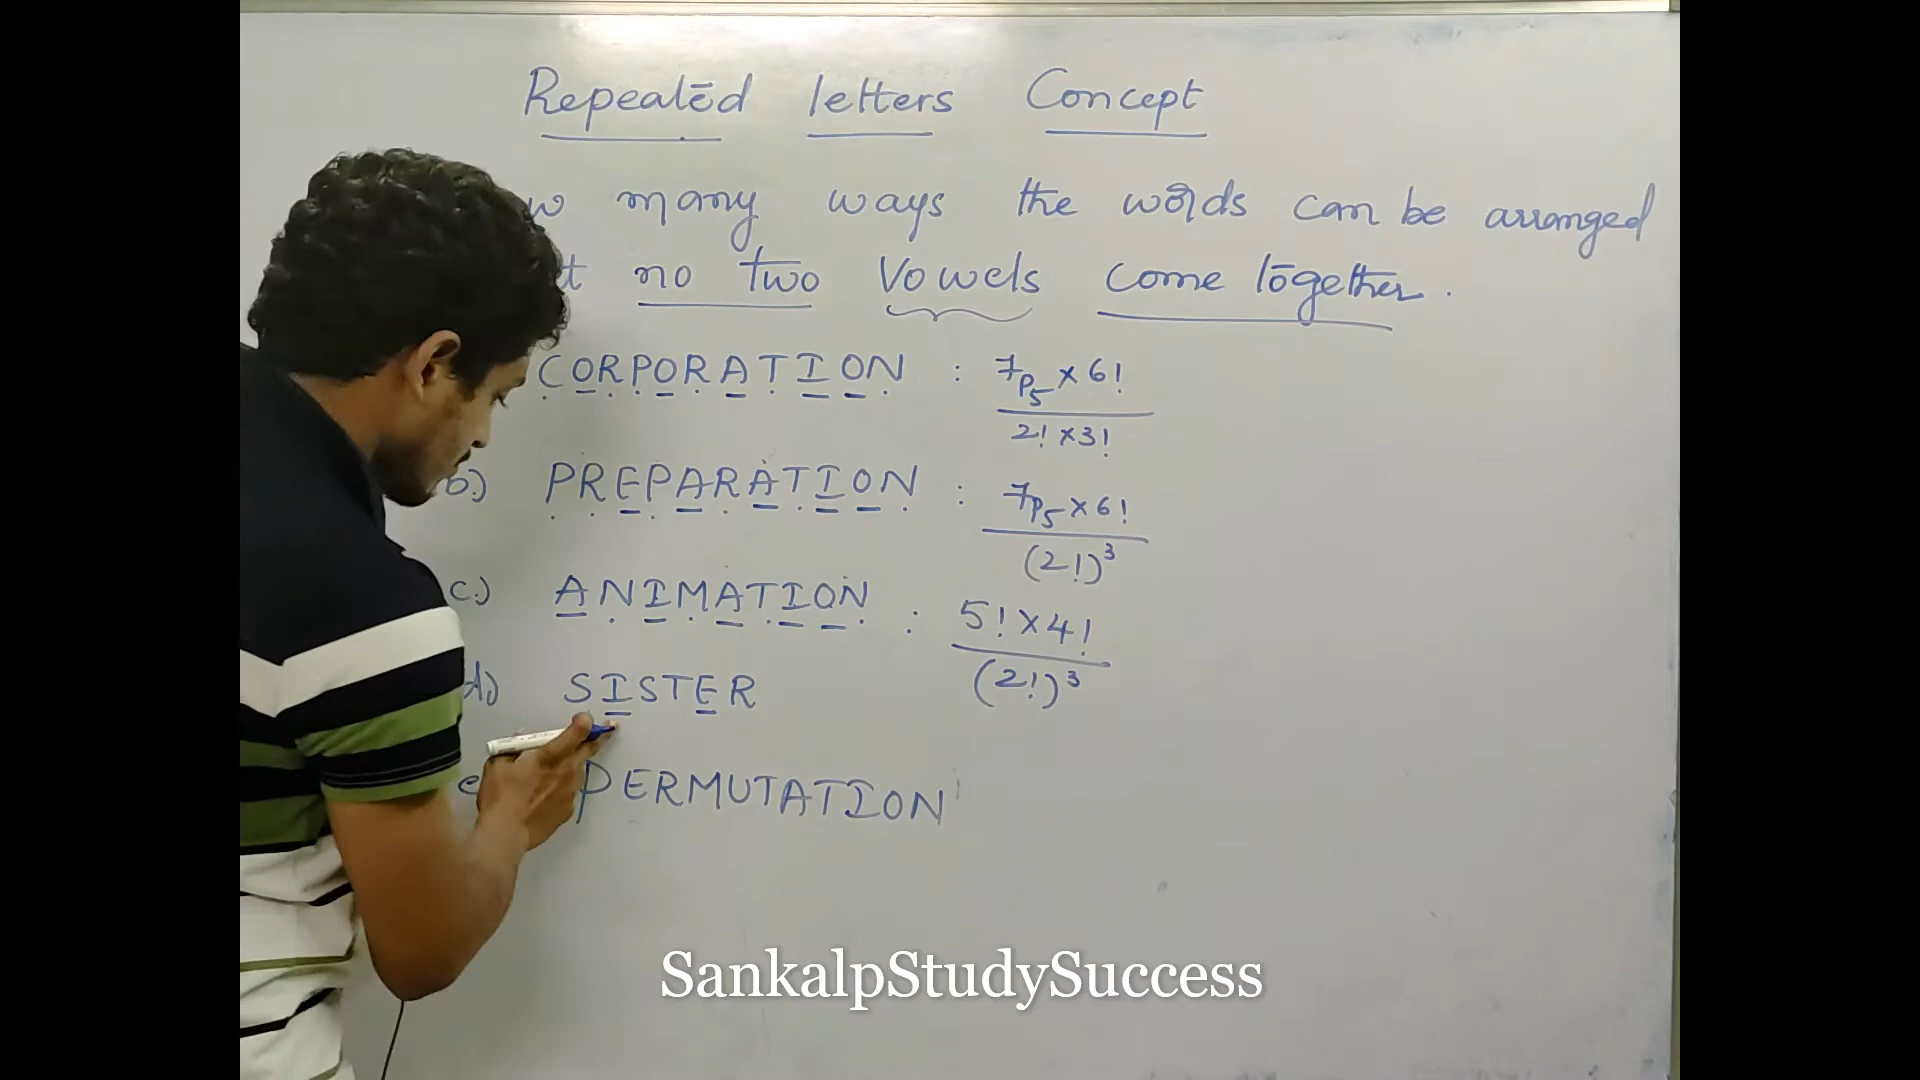 Repeated letters Concept
many ways the words can be arranged
no two vowels come together.
CORPORATION : 7P5 × 6! / 2! × 3!
b.) PREPARATION : 7P5 × 6! / (2!)³
c.) ANIMATION : 5! × 4! / (2!)³
d.) SISTER
e PERMUTATION
SankalpStudySuccess